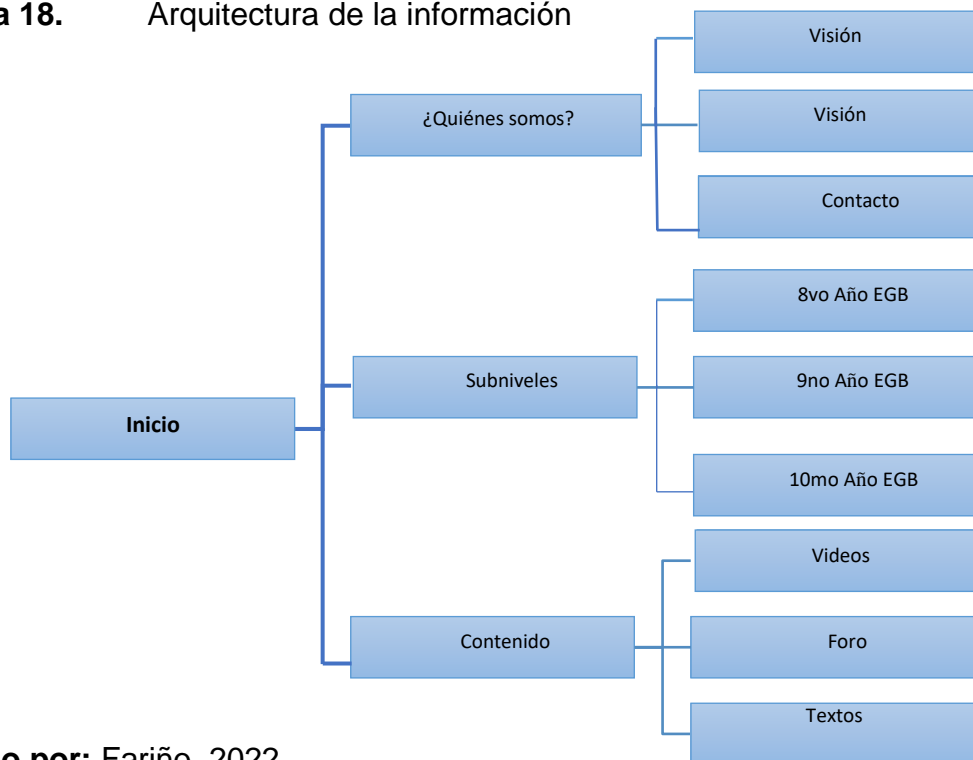 a 18. Arquitectura de la información
Visión
¿Quiénes somos?
Visión
Contacto
8vo Año EGB
Subniveles
9no Año EGB
Inicio
10mo Año EGB
Videos
Contenido
Foro
Textos
o por: Fariño, 2022